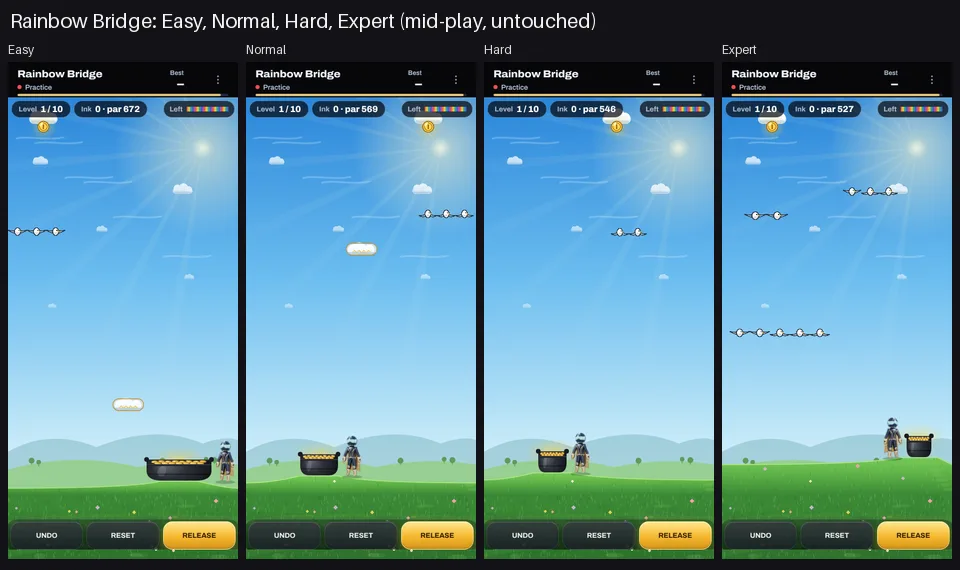 Rainbow Bridge: Easy, Normal, Hard, Expert (mid-play, untouched)
Easy
Rainbow Bridge
Practice
Best
–
Level 1 / 10
Ink 0 · par 672
Left
UNDO
RESET
RELEASE
Normal
Rainbow Bridge
Practice
Best
–
Level 1 / 10
Ink 0 · par 569
Left
UNDO
RESET
RELEASE
Hard
Rainbow Bridge
Practice
Best
–
Level 1 / 10
Ink 0 · par 546
Left
UNDO
RESET
RELEASE
Expert
Rainbow Bridge
Practice
Best
–
Level 1 / 10
Ink 0 · par 527
Left
UNDO
RESET
RELEASE